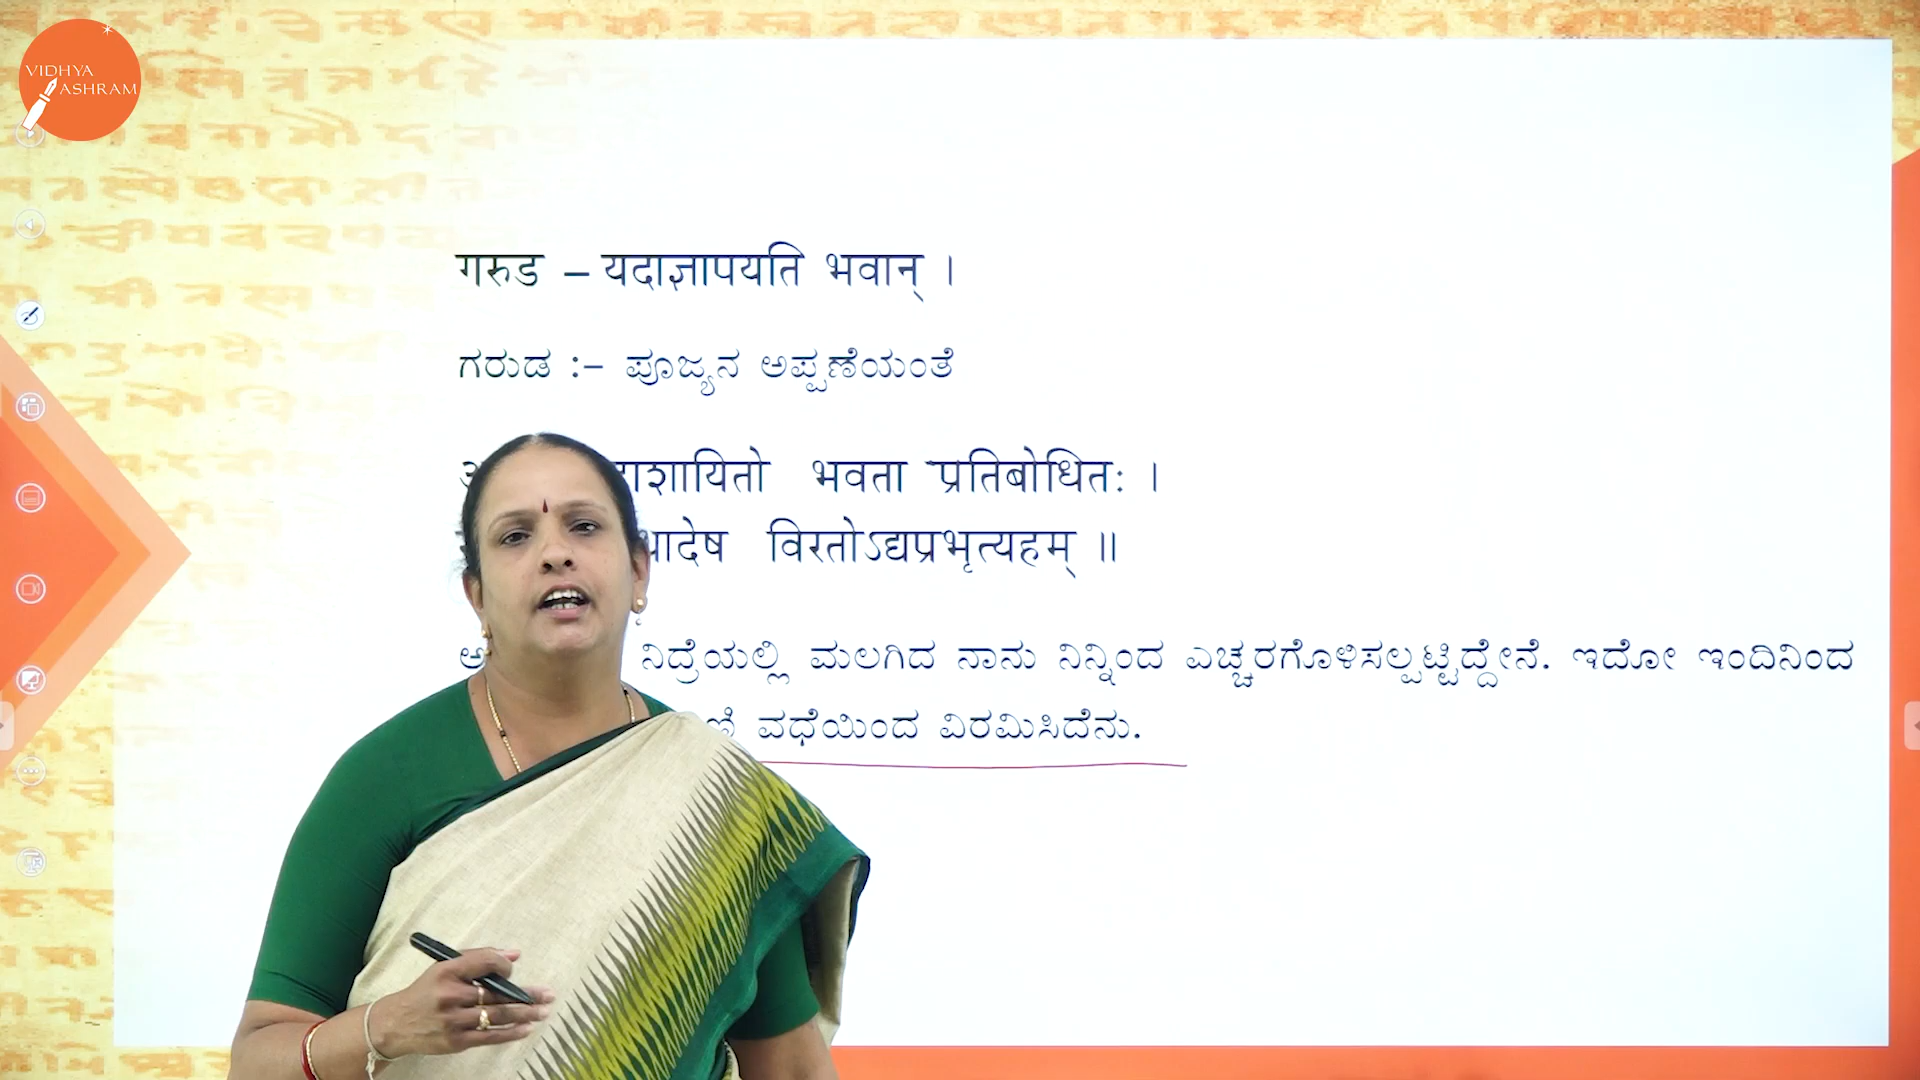 VIDHYA
ASHRAM
गरुड – यदाज्ञापयति भवान् ।
ಗರುಡ :– ಪೂಜ್ಯನ ಅಪ್ಪಣೆಯಂತೆ
भवता प्रतिबोधितः ।
विरतोऽद्यप्रभृत्यहम् ॥
ನಿದ್ರೆಯಲ್ಲಿ ಮಲಗಿದ ನಾನು ನಿನ್ನಿಂದ ಎಚ್ಚರಗೊಳಿಸಲ್ಪಟ್ಟಿದ್ದೇನೆ. ಇದೋ ಇಂದಿನಿಂದ
ವಧೆಯಿಂದ ವಿರಮಿಸಿದೆನು.